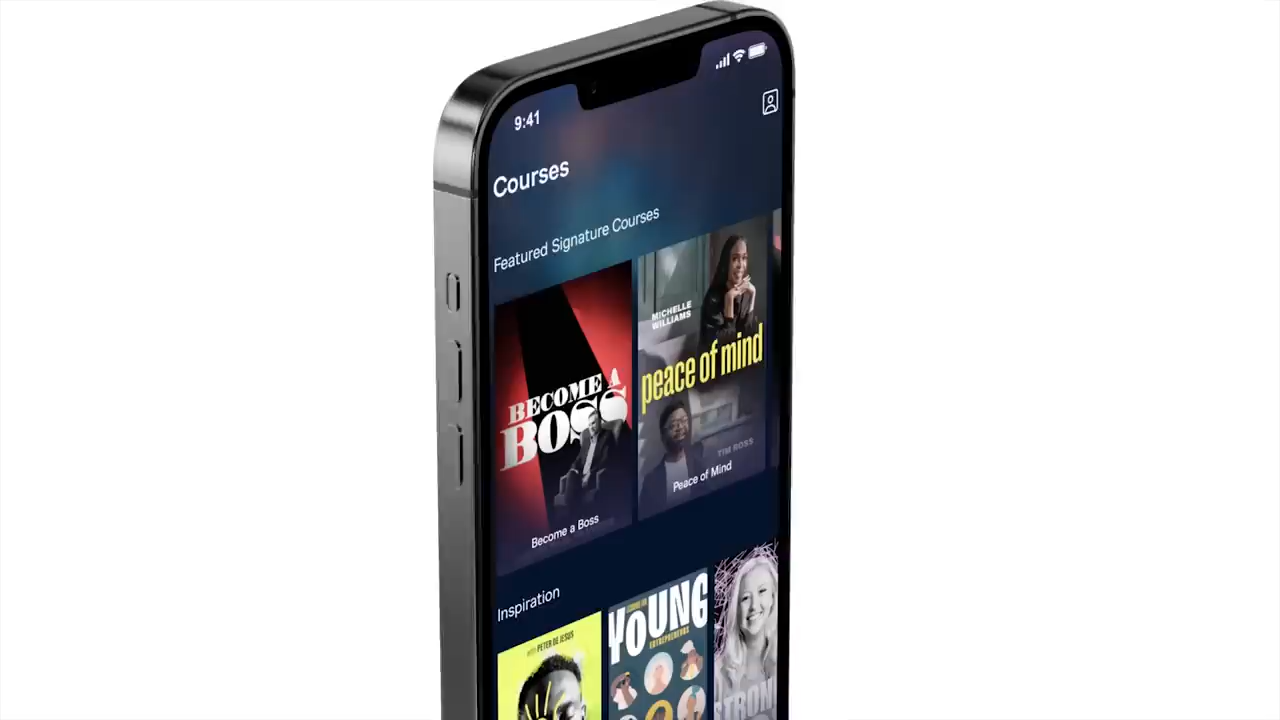 9:41
Courses
Featured Signature Courses
BECOME A
BOSS
Become a Boss
MICHELLE
WILLIAMS
peace of mind
TIM ROSS
Peace of Mind
Inspiration
with PETER DE JESUS
YOUNG
ENTREPRENEURS